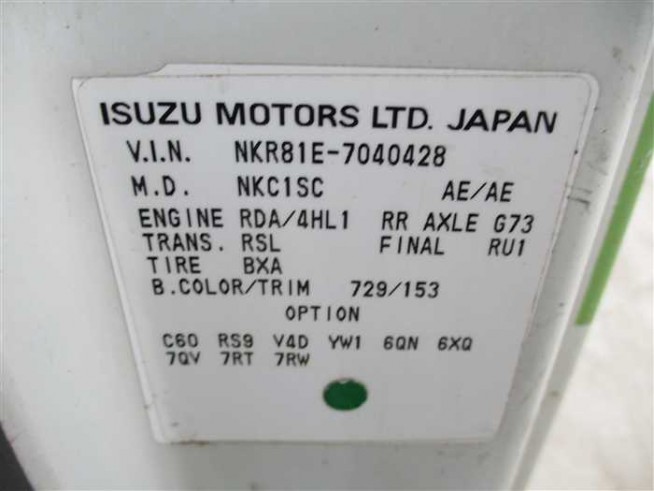 ISUZU MOTORS LTD. JAPAN
V.I.N. NKR81E-7040428
M.D. NKC1SC AE/AE
ENGINE RDA/4HL1 RR AXLE G73
TRANS. RSL FINAL RU1
TIRE BXA
B.COLOR/TRIM 729/153
OPTION
C60 RS9 V4D YW1 6QN 6XQ
7QV 7RT 7RW